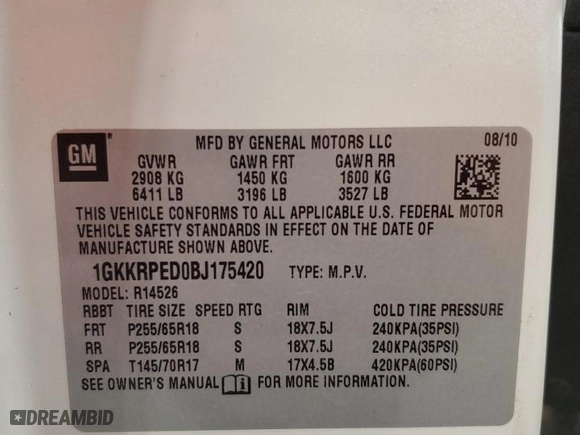 GM
MFD BY GENERAL MOTORS LLC 08/10
GVWR GAWR FRT GAWR RR
2908 KG 1450 KG 1600 KG
6411 LB 3196 LB 3527 LB
THIS VEHICLE CONFORMS TO ALL APPLICABLE U.S. FEDERAL MOTOR
VEHICLE SAFETY STANDARDS IN EFFECT ON THE DATE OF
MANUFACTURE SHOWN ABOVE.
1GKKRPED0BJ175420 TYPE: M.P.V.
MODEL: R14526
RBBT TIRE SIZE SPEED RTG RIM COLD TIRE PRESSURE
FRT P255/65R18 S 18X7.5J 240KPA(35PSI)
RR P255/65R18 S 18X7.5J 240KPA(35PSI)
SPA T145/70R17 M 17X4.5B 420KPA(60PSI)
SEE OWNER'S MANUAL FOR MORE INFORMATION.
DREAMBID